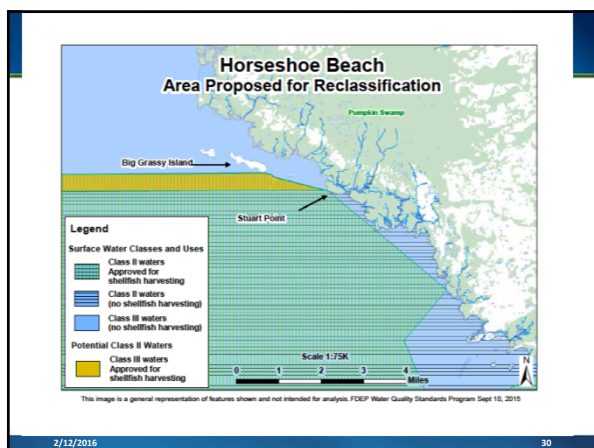 Horseshoe Beach
Area Proposed for Reclassification
Pumpkin Swamp
Big Grassy Island
Stuart Point
Legend
Surface Water Classes and Uses
Class II waters
Approved for
shellfish harvesting
Class II waters
(no shellfish harvesting)
Class III waters
(no shellfish harvesting)
Potential Class II Waters
Class III waters
Approved for
shellfish harvesting
Scale 1:75K
0 1 2 3 4
Miles
N
This image is a general representation of features shown and not intended for analysis. FDEP Water Quality Standards Program Sept 10, 2015
2/12/2016
30